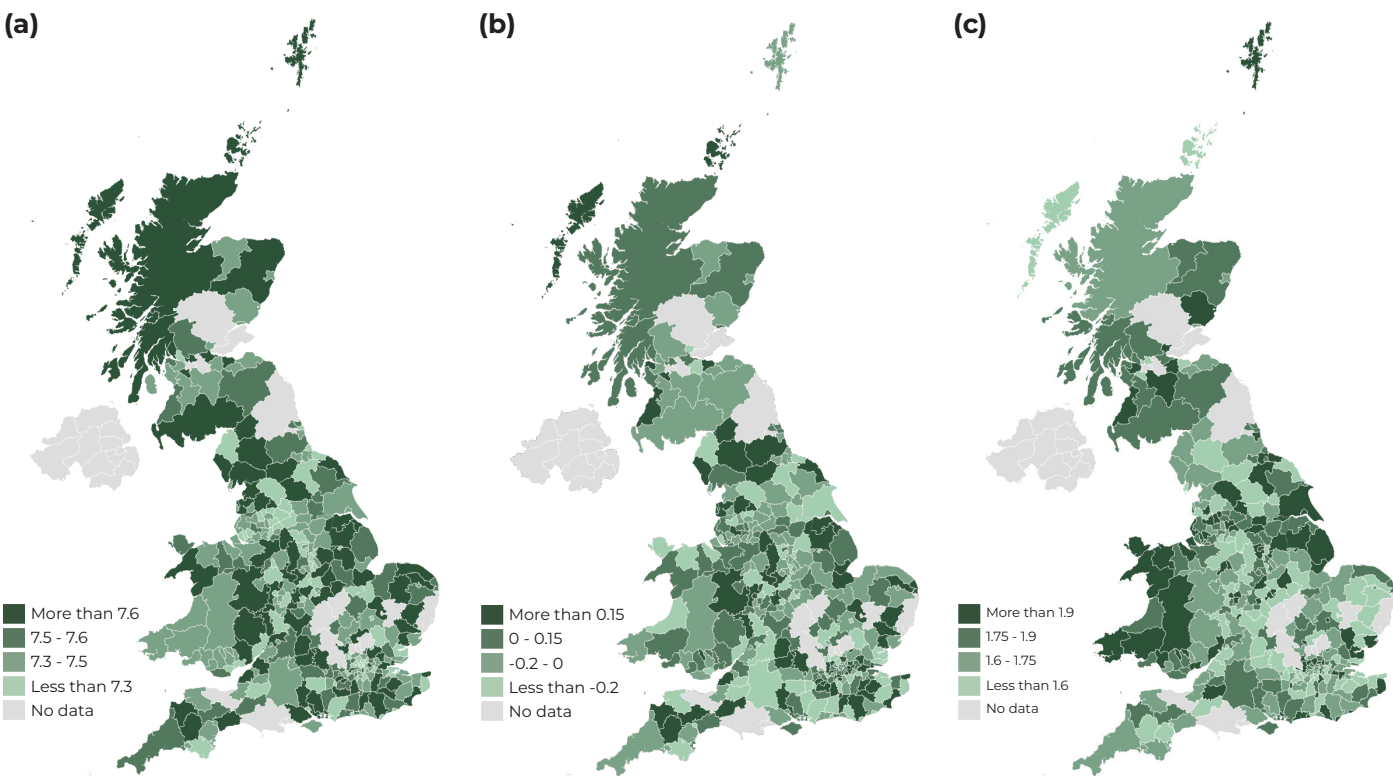 (a)
(b)
(c)
More than 7.6
7.5 - 7.6
7.3 - 7.5
Less than 7.3
No data
More than 0.15
0 - 0.15
-0.2 - 0
Less than -0.2
No data
More than 1.9
1.75 - 1.9
1.6 - 1.75
Less than 1.6
No data